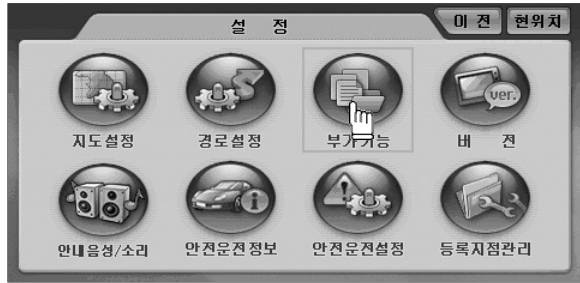 설 정
이 전
현위치
지도설정
경로설정
부가기능
ver.
버 전
안내음성/소리
안전운전정보
안전운전설정
등록지점관리